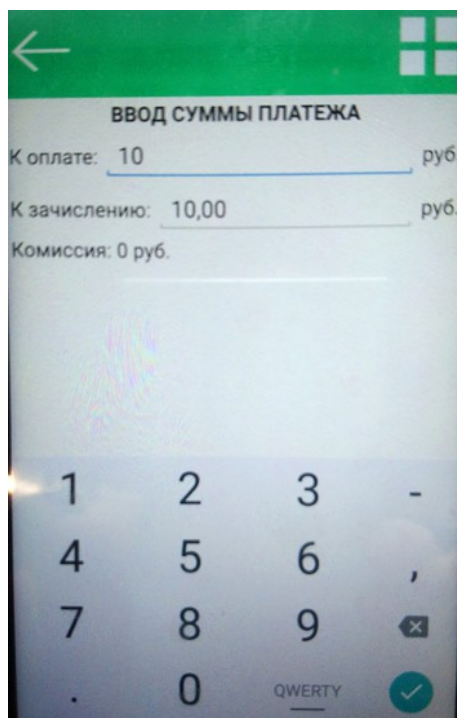 ВВОД СУММЫ ПЛАТЕЖА
К оплате: 10 руб
К зачислению: 10,00 руб.
Комиссия: 0 руб.
1 2 3 -
4 5 6 ,
7 8 9
. 0 QWERTY